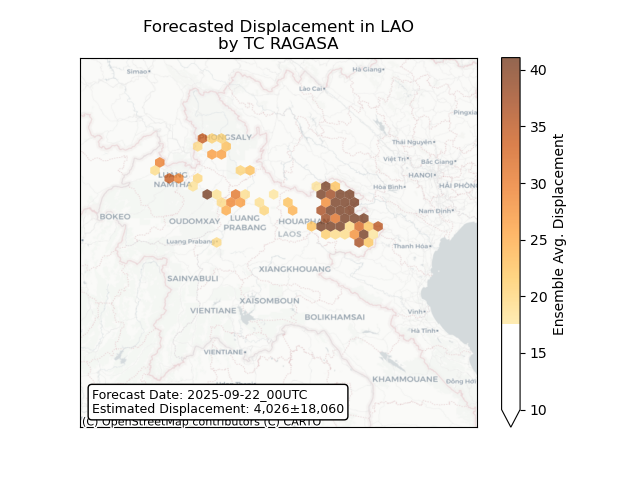 Forecasted Displacement in LAO
by TC RAGASA
Simao
Hà Giang
Lào Cai
Pingxia
PHONGSALY
Thái Nguyên
Việt Trì
Bắc Giang
LUANG
NAMTHA
HANOI
Hòa Bình
HẢI PHÒNG
BOKEO
OUDOMXAY
LUANG
PRABANG
HOUAPHA
LAOS
Nam Định
Luang Prabang
Thanh Hóa
XIANGKHOUANG
SAINYABULI
XAISOMBOUN
VIENTIANE
BOLIKHAMSAI
Vinh
Hà Tĩnh
VIENTIANE
KHAMMOUANE
Đồng Hới
Forecast Date: 2025-09-22_00UTC
Estimated Displacement: 4,026±18,060
(C) OpenStreetMap contributors (C) CARTO
40
35
30
25
20
15
10
Ensemble Avg. Displacement